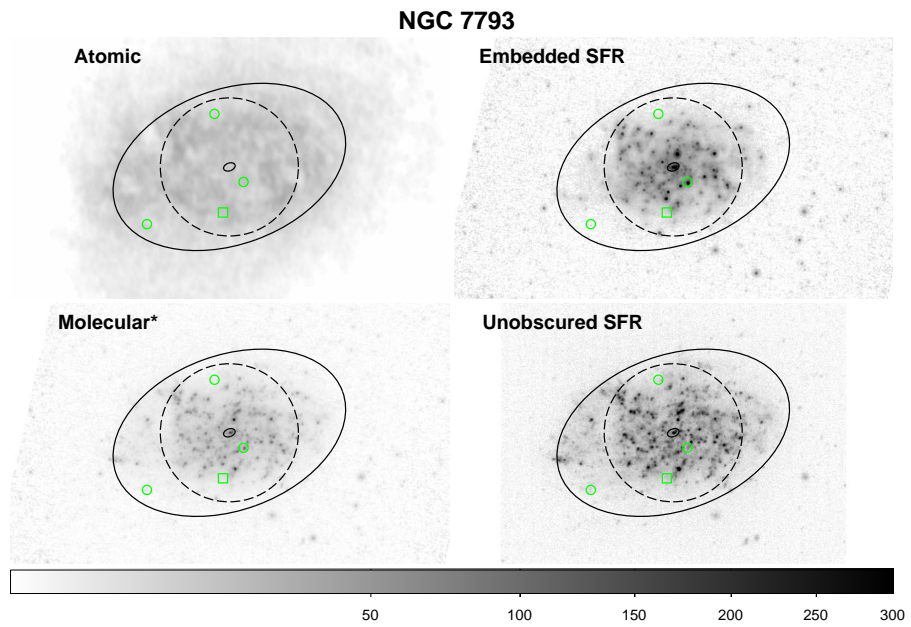 NGC 7793
Atomic
Embedded SFR
Molecular*
Unobscured SFR
50 100 150 200 250 300